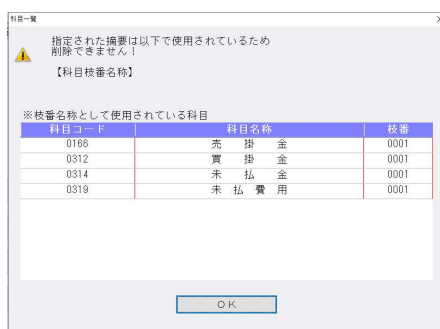 科目一覧
指定された摘要は以下で使用されているため
削除できません！
【科目枝番名称】
※枝番名称として使用されている科目
科目コード 科目名称 枝番
0166 売 掛 金 0001
0312 買 掛 金 0001
0314 未 払 金 0001
0319 未 払 費 用 0001
OK